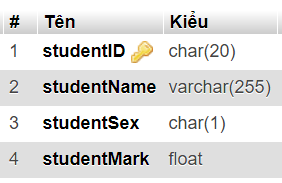 # Tên Kiểu
1 studentID char(20)
2 studentName varchar(255)
3 studentSex char(1)
4 studentMark float